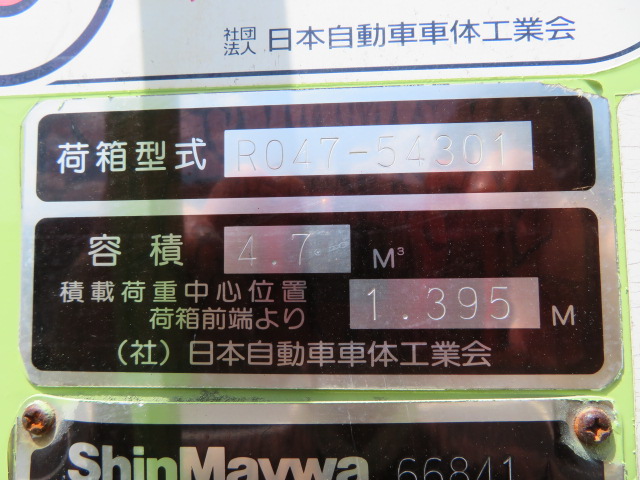 社団法人 日本自動車車体工業会
荷箱型式 R047-54301
容積 4.7 M³
積載荷重中心位置
荷箱前端より 1.395 M
（社）日本自動車車体工業会
ShinMaywa 66841